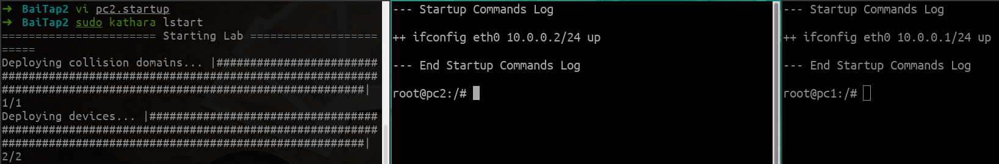 ➜ BaiTap2 vi pc2.startup
➜ BaiTap2 sudo kathara lstart
======================= Starting Lab ===================
=====
Deploying collision domains... |########################
########################################################
######################################################|
1/1
Deploying devices... |##################################
########################################################
######################################################|
2/2
--- Startup Commands Log
++ ifconfig eth0 10.0.0.2/24 up
--- End Startup Commands Log
root@pc2:/#
--- Startup Commands Log
++ ifconfig eth0 10.0.0.1/24 up
--- End Startup Commands Log
root@pc1:/#